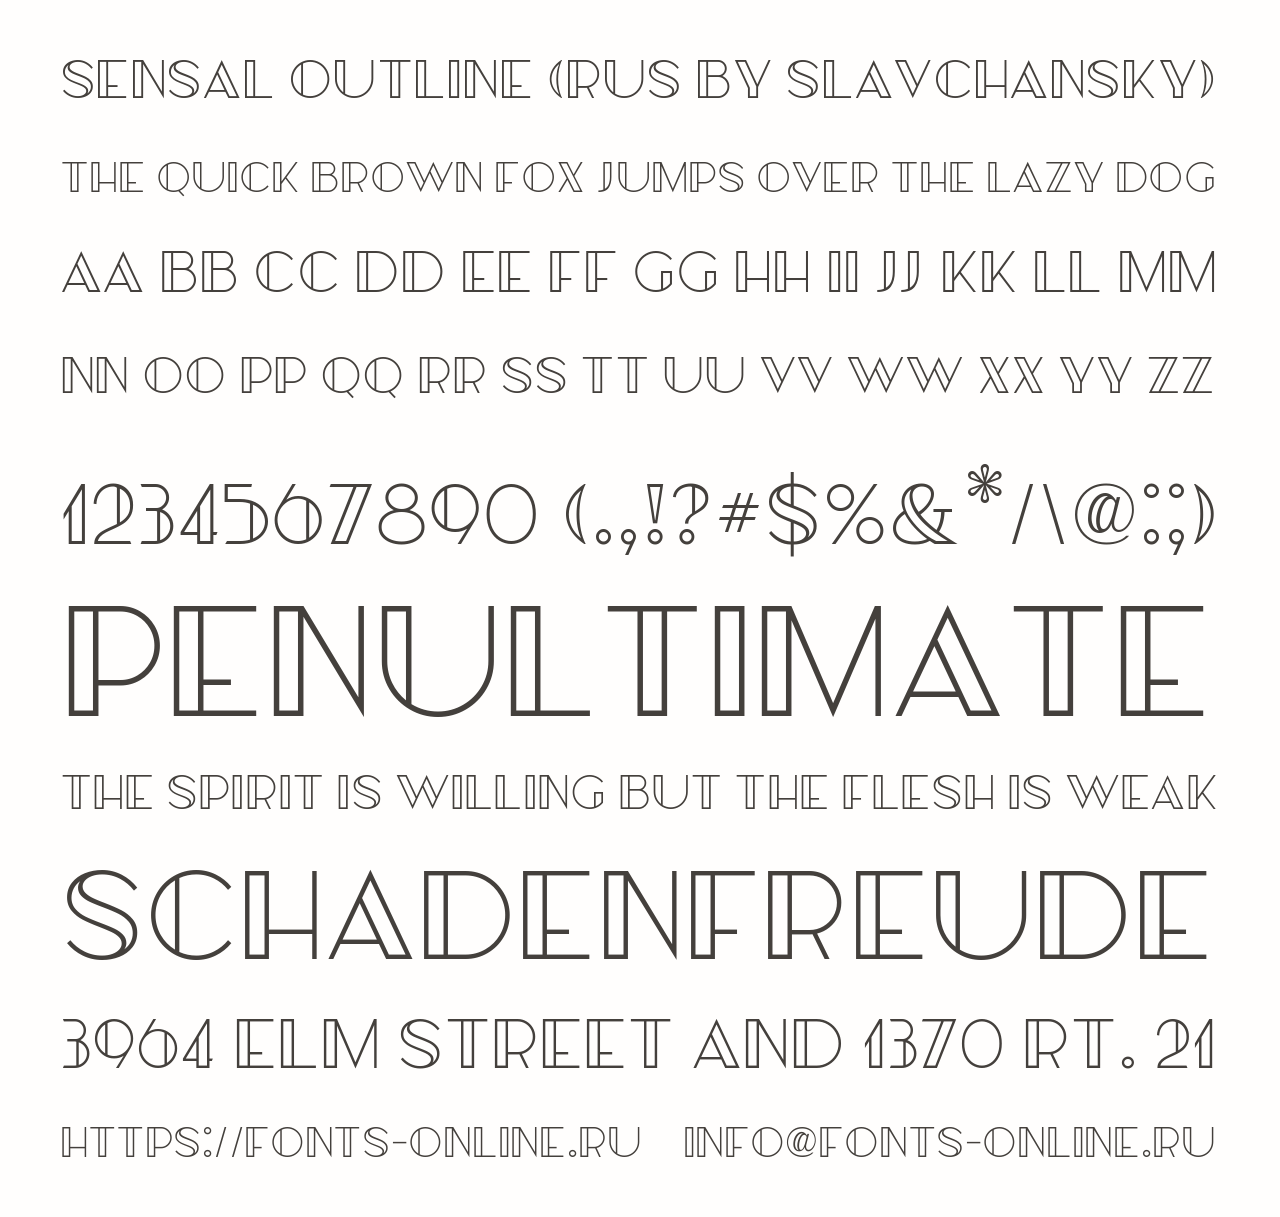 SENSAL OUTLINE (RUS BY SLAVCHANSKY)
THE QUICK BROWN FOX JUMPS OVER THE LAZY DOG
AA BB CC DD EE FF GG HH II JJ KK LL MM
NN OO PP QQ RR SS TT UU VV WW XX YY ZZ
1234567890 (.,!?#$%&*/\@:;)
PENULTIMATE
THE SPIRIT IS WILLING BUT THE FLESH IS WEAK
SCHADENFREUDE
3964 ELM STREET AND 1370 RT. 21
HTTPS://FONTS-ONLINE.RU INFO@FONTS-ONLINE.RU